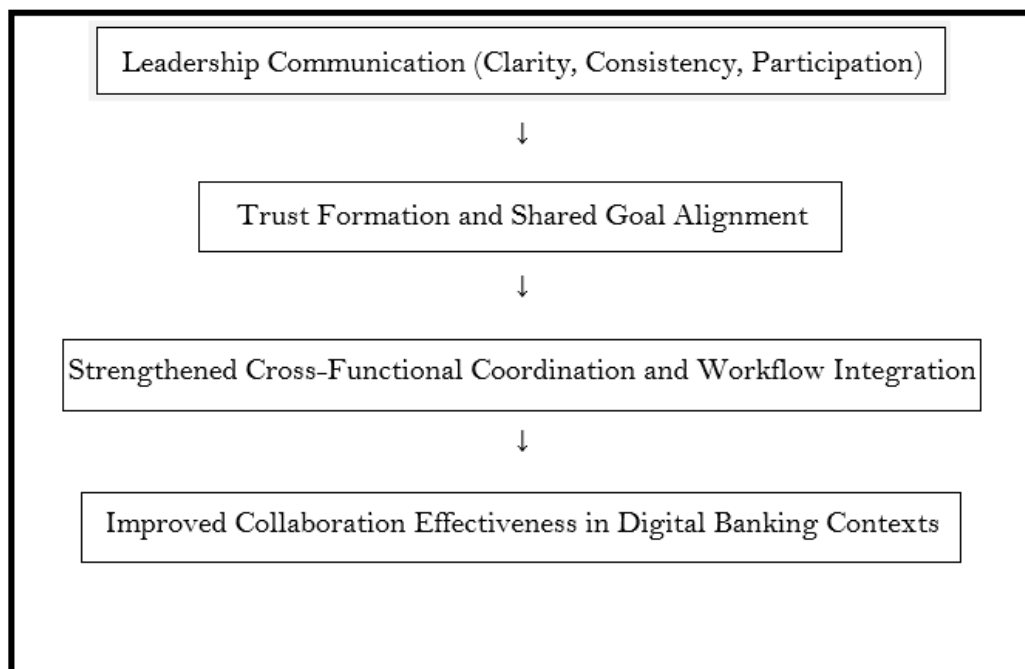 Leadership Communication (Clarity, Consistency, Participation)
↓
Trust Formation and Shared Goal Alignment
↓
Strengthened Cross-Functional Coordination and Workflow Integration
↓
Improved Collaboration Effectiveness in Digital Banking Contexts